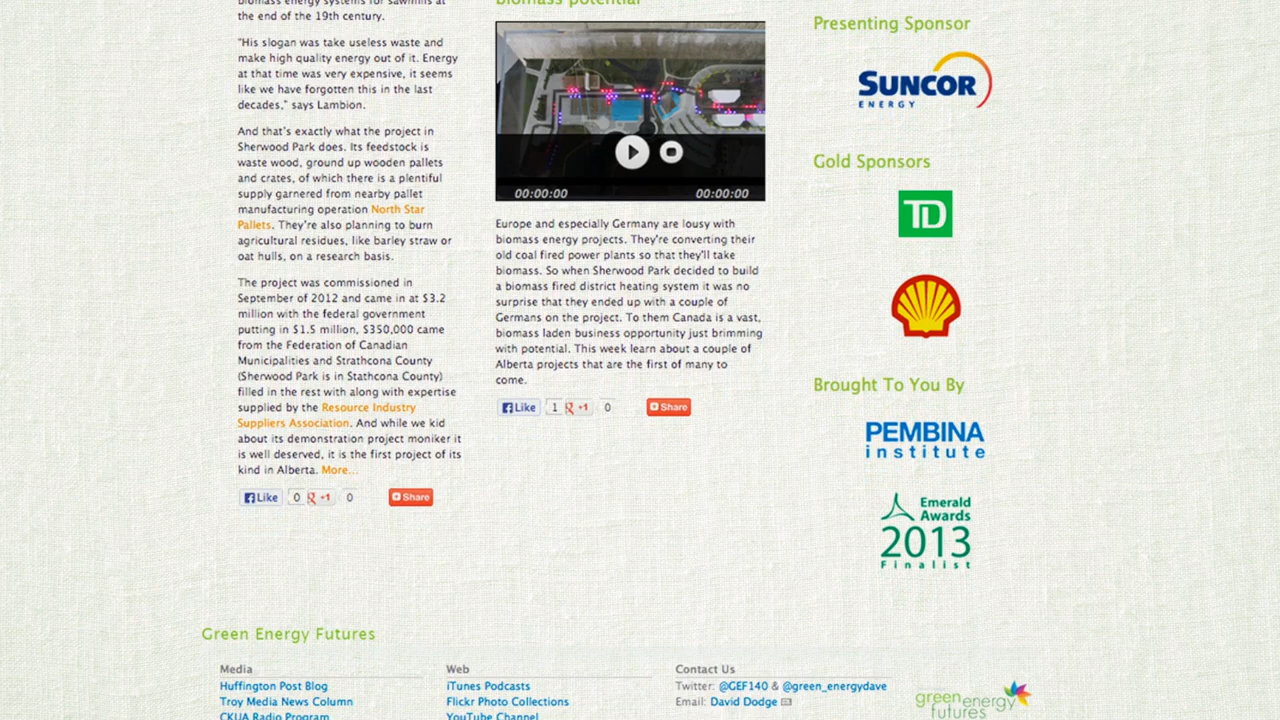 biomass energy systems for sawmills at
the end of the 19th century.
"His slogan was take useless waste and
make high quality energy out of it. Energy
at that time was very expensive, it seems
like we have forgotten this in the last
decades," says Lambion.
And that's exactly what the project in
Sherwood Park does. Its feedstock is
waste wood, ground up wooden pallets
and crates, of which there is a plentiful
supply garnered from nearby pallet
manufacturing operation North Star
Pallets. They're also planning to burn
agricultural residues, like barley straw or
oat hulls, on a research basis.
The project was commissioned in
September of 2012 and came in at $3.2
million with the federal government
putting in $1.5 million, $350,000 came
from the Federation of Canadian
Municipalities and Strathcona County
(Sherwood Park is in Stathcona County)
filled in the rest with along with expertise
supplied by the Resource Industry
Suppliers Association. And while we kid
about its demonstration project moniker it
is well deserved, it is the first project of its
kind in Alberta. More...
Like 0 +1 0 Share
biomass potential
00:00:00 00:00:00
Europe and especially Germany are lousy with
biomass energy projects. They're converting their
old coal fired power plants so that they'll take
biomass. So when Sherwood Park decided to build
a biomass fired district heating system it was no
surprise that they ended up with a couple of
Germans on the project. To them Canada is a vast,
biomass laden business opportunity just brimming
with potential. This week learn about a couple of
Alberta projects that are the first of many to
come.
Like 1 +1 0 Share
Presenting Sponsor
SUNCOR
ENERGY
Gold Sponsors
TD
Brought To You By
PEMBINA
institute
Emerald
Awards
2013
Finalist
Green Energy Futures
Media
Huffington Post Blog
Troy Media News Column
CKUA Radio Program
Web
iTunes Podcasts
Flickr Photo Collections
YouTube Channel
Contact Us
Twitter: @GEF140 & @green_energydave
Email: David Dodge
green energy
futures